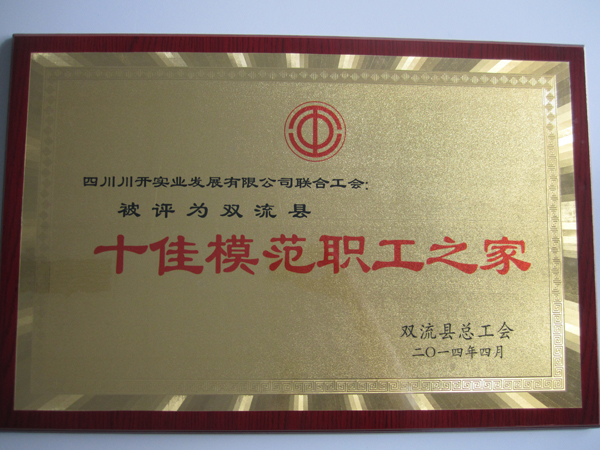 四川川开实业发展有限公司联合工会:
被评为双流县
十佳模范职工之家
双流县总工会
二〇一四年四月